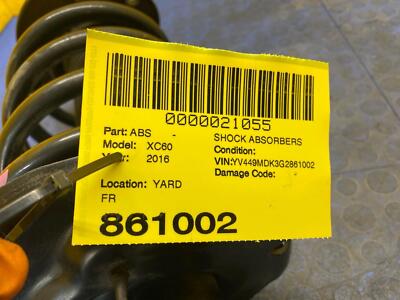 0000021055
Part: ABS - SHOCK ABSORBERS
Model: XC60 Condition:
Year: 2016 VIN:YV449MDK3G2861002
Damage Code:
Location: YARD
FR
861002